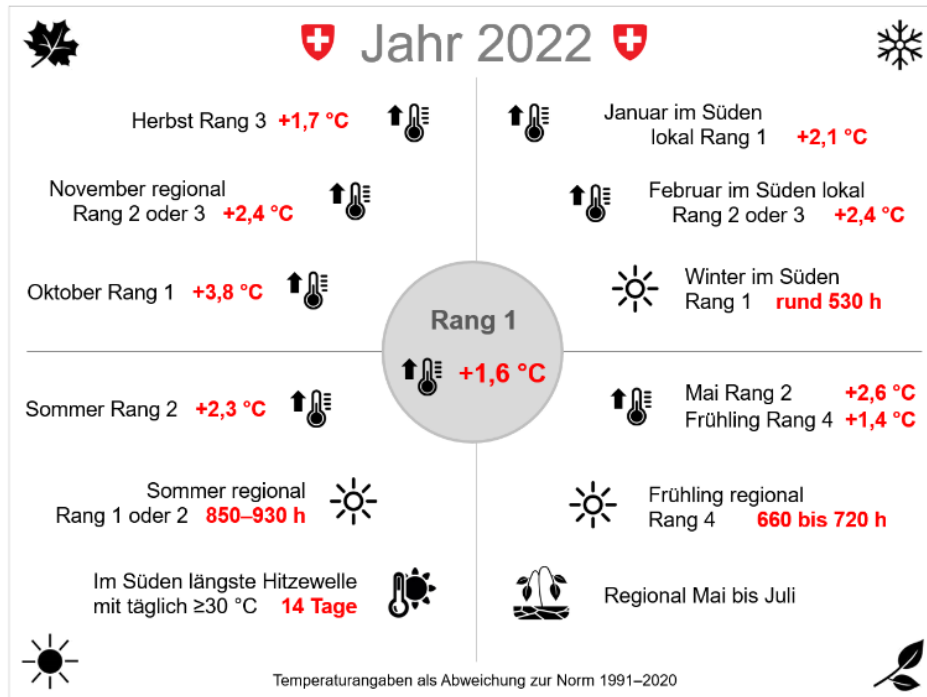 Jahr 2022
Herbst Rang 3 +1,7 °C
November regional
Rang 2 oder 3 +2,4 °C
Oktober Rang 1 +3,8 °C
Januar im Süden
lokal Rang 1 +2,1 °C
Februar im Süden lokal
Rang 2 oder 3 +2,4 °C
Winter im Süden
Rang 1 rund 530 h
Rang 1
+1,6 °C
Sommer Rang 2 +2,3 °C
Sommer regional
Rang 1 oder 2 850–930 h
Im Süden längste Hitzewelle
mit täglich ≥30 °C 14 Tage
Mai Rang 2 +2,6 °C
Frühling Rang 4 +1,4 °C
Frühling regional
Rang 4 660 bis 720 h
Regional Mai bis Juli
Temperaturangaben als Abweichung zur Norm 1991–2020